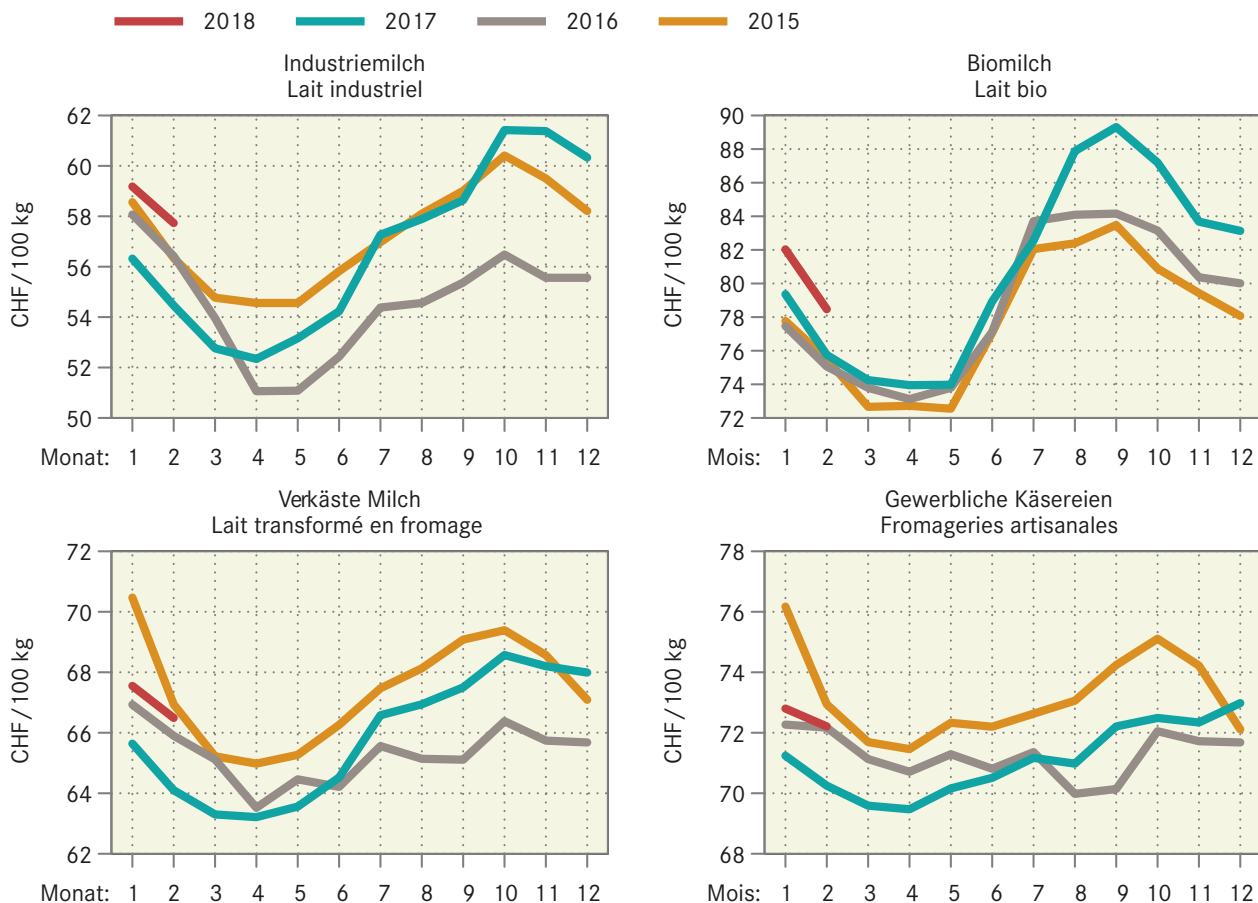 2018 2017 2016 2015
Industriemilch
Lait industriel
CHF / 100 kg
62
60
58
56
54
52
50
Monat: 1 2 3 4 5 6 7 8 9 10 11 12
Biomilch
Lait bio
CHF / 100 kg
90
88
86
84
82
80
78
76
74
72
Mois: 1 2 3 4 5 6 7 8 9 10 11 12
Verkäste Milch
Lait transformé en fromage
CHF / 100 kg
72
70
68
66
64
62
Monat: 1 2 3 4 5 6 7 8 9 10 11 12
Gewerbliche Käsereien
Fromageries artisanales
CHF / 100 kg
78
76
74
72
70
68
Mois: 1 2 3 4 5 6 7 8 9 10 11 12